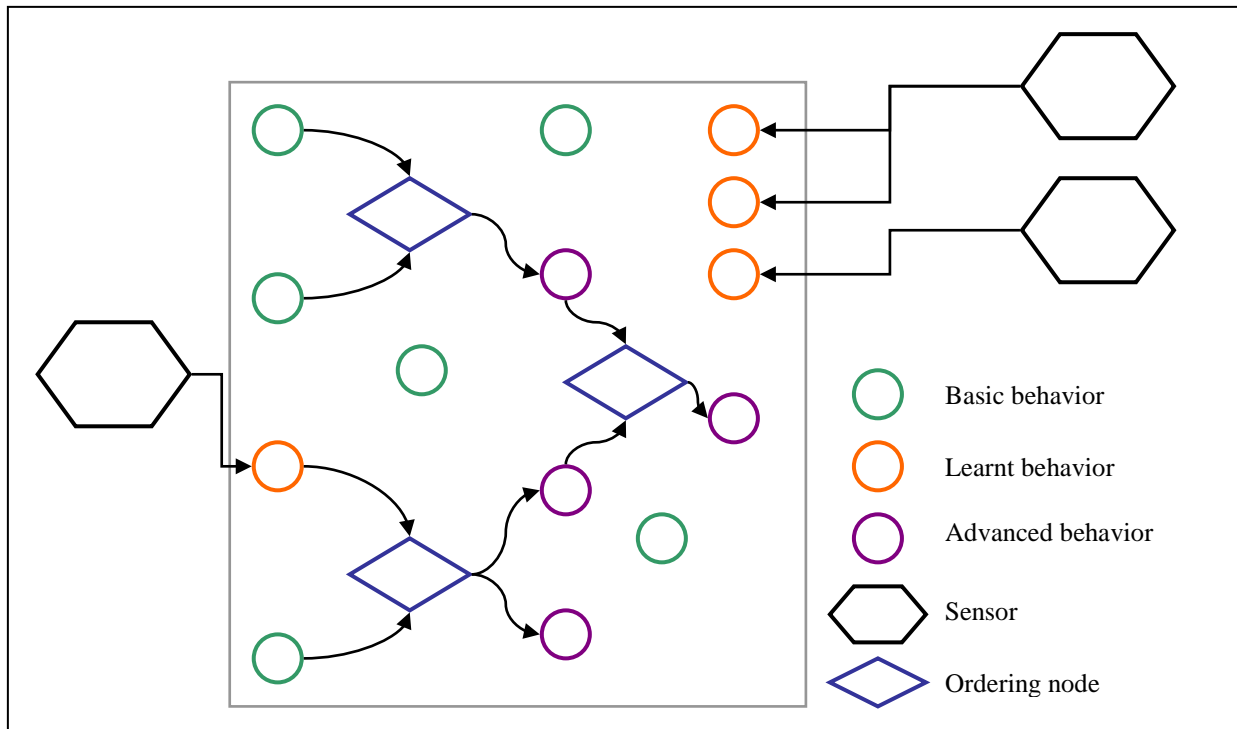 Basic behavior
Learnt behavior
Advanced behavior
Sensor
Ordering node